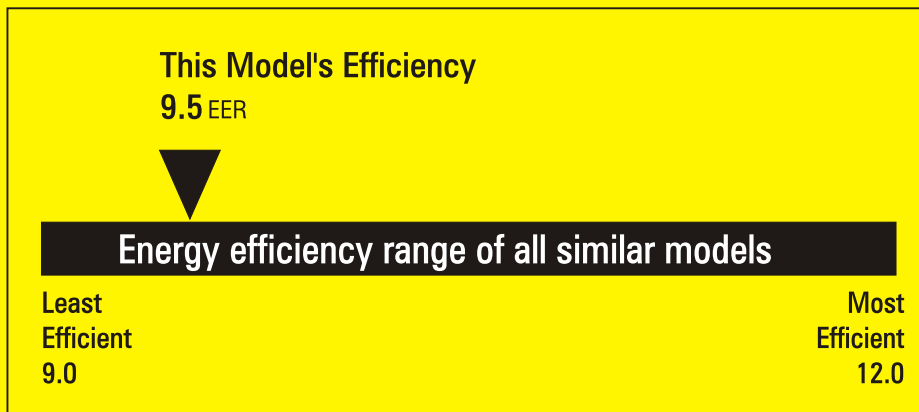 This Model's Efficiency
9.5 EER
Energy efficiency range of all similar models
Least
Efficient
9.0
Most
Efficient
12.0